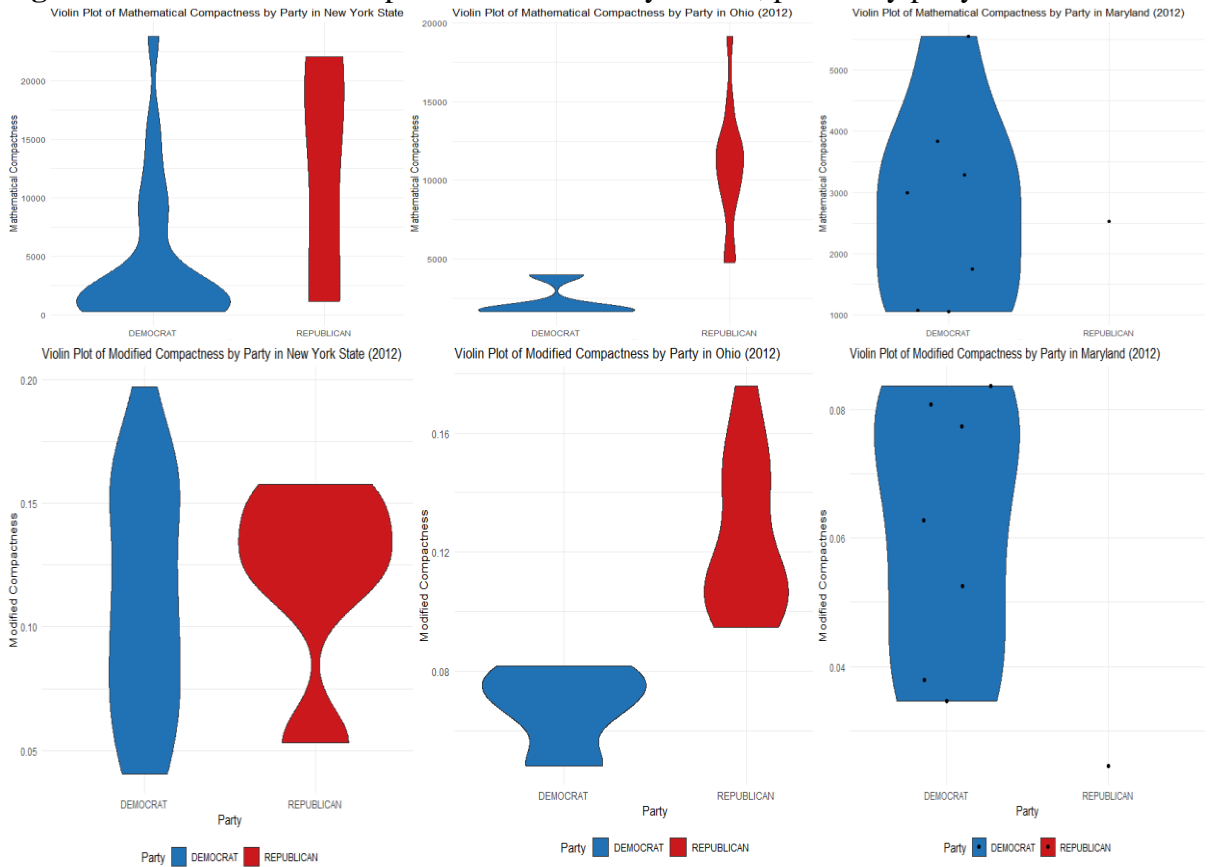 Violin Plot of Mathematical Compactness by Party in New York State
Mathematical Compactness
20000
15000
10000
5000
0
DEMOCRAT
REPUBLICAN
Violin Plot of Mathematical Compactness by Party in Ohio (2012)
Mathematical Compactness
20000
15000
10000
5000
DEMOCRAT
REPUBLICAN
Violin Plot of Mathematical Compactness by Party in Maryland (2012)
Mathematical Compactness
5000
4000
3000
2000
1000
DEMOCRAT
REPUBLICAN
Violin Plot of Modified Compactness by Party in New York State (2012)
Modified Compactness
0.20
0.15
0.10
0.05
DEMOCRAT
REPUBLICAN
Party
Party DEMOCRAT REPUBLICAN
Violin Plot of Modified Compactness by Party in Ohio (2012)
Modified Compactness
0.16
0.12
0.08
DEMOCRAT
REPUBLICAN
Party
Party DEMOCRAT REPUBLICAN
Violin Plot of Modified Compactness by Party in Maryland (2012)
Modified Compactness
0.08
0.06
0.04
DEMOCRAT
REPUBLICAN
Party
Party DEMOCRAT REPUBLICAN